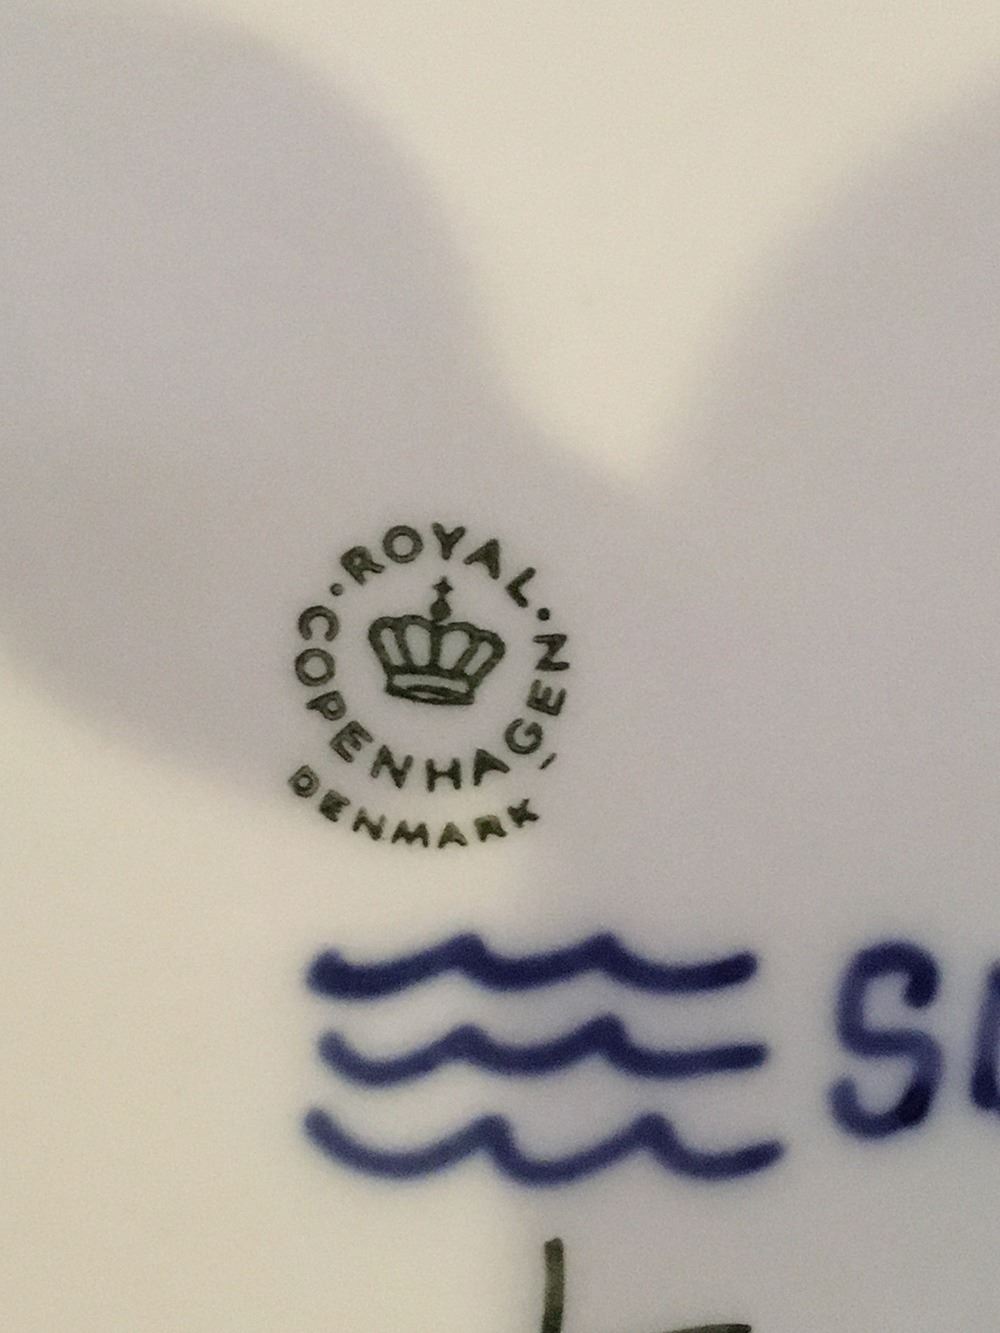 · ROYAL ·
COPENHAGEN
DENMARK
S